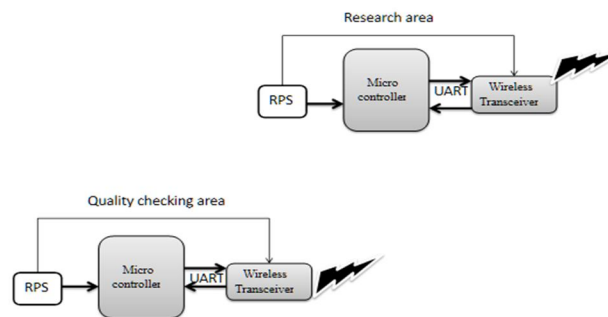 Research area
Micro
controller
UART
Wireless
Transceiver
RPS
Quality checking area
Micro
controller
UART
Wireless
Transceiver
RPS